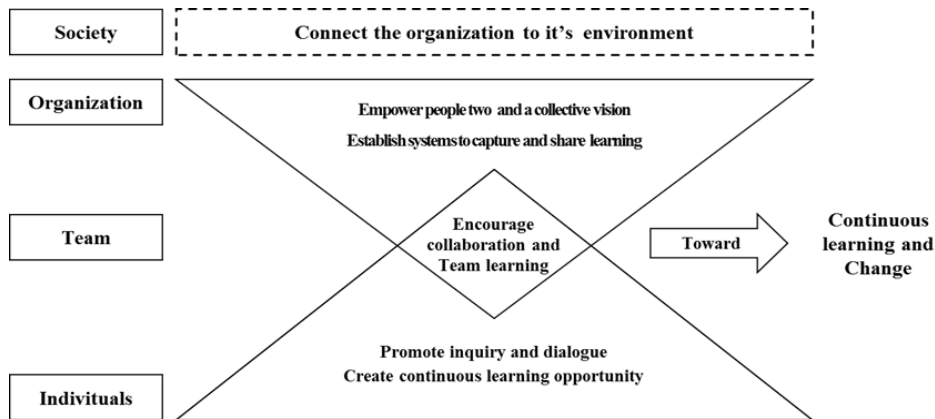 Society
Connect the organization to it's environment
Organization
Empower people two and a collective vision
Establish systems to capture and share learning
Team
Encourage
collaboration and
Team learning
Toward
Continuous
learning and
Change
Promote inquiry and dialogue
Create continuous learning opportunity
Indivituals